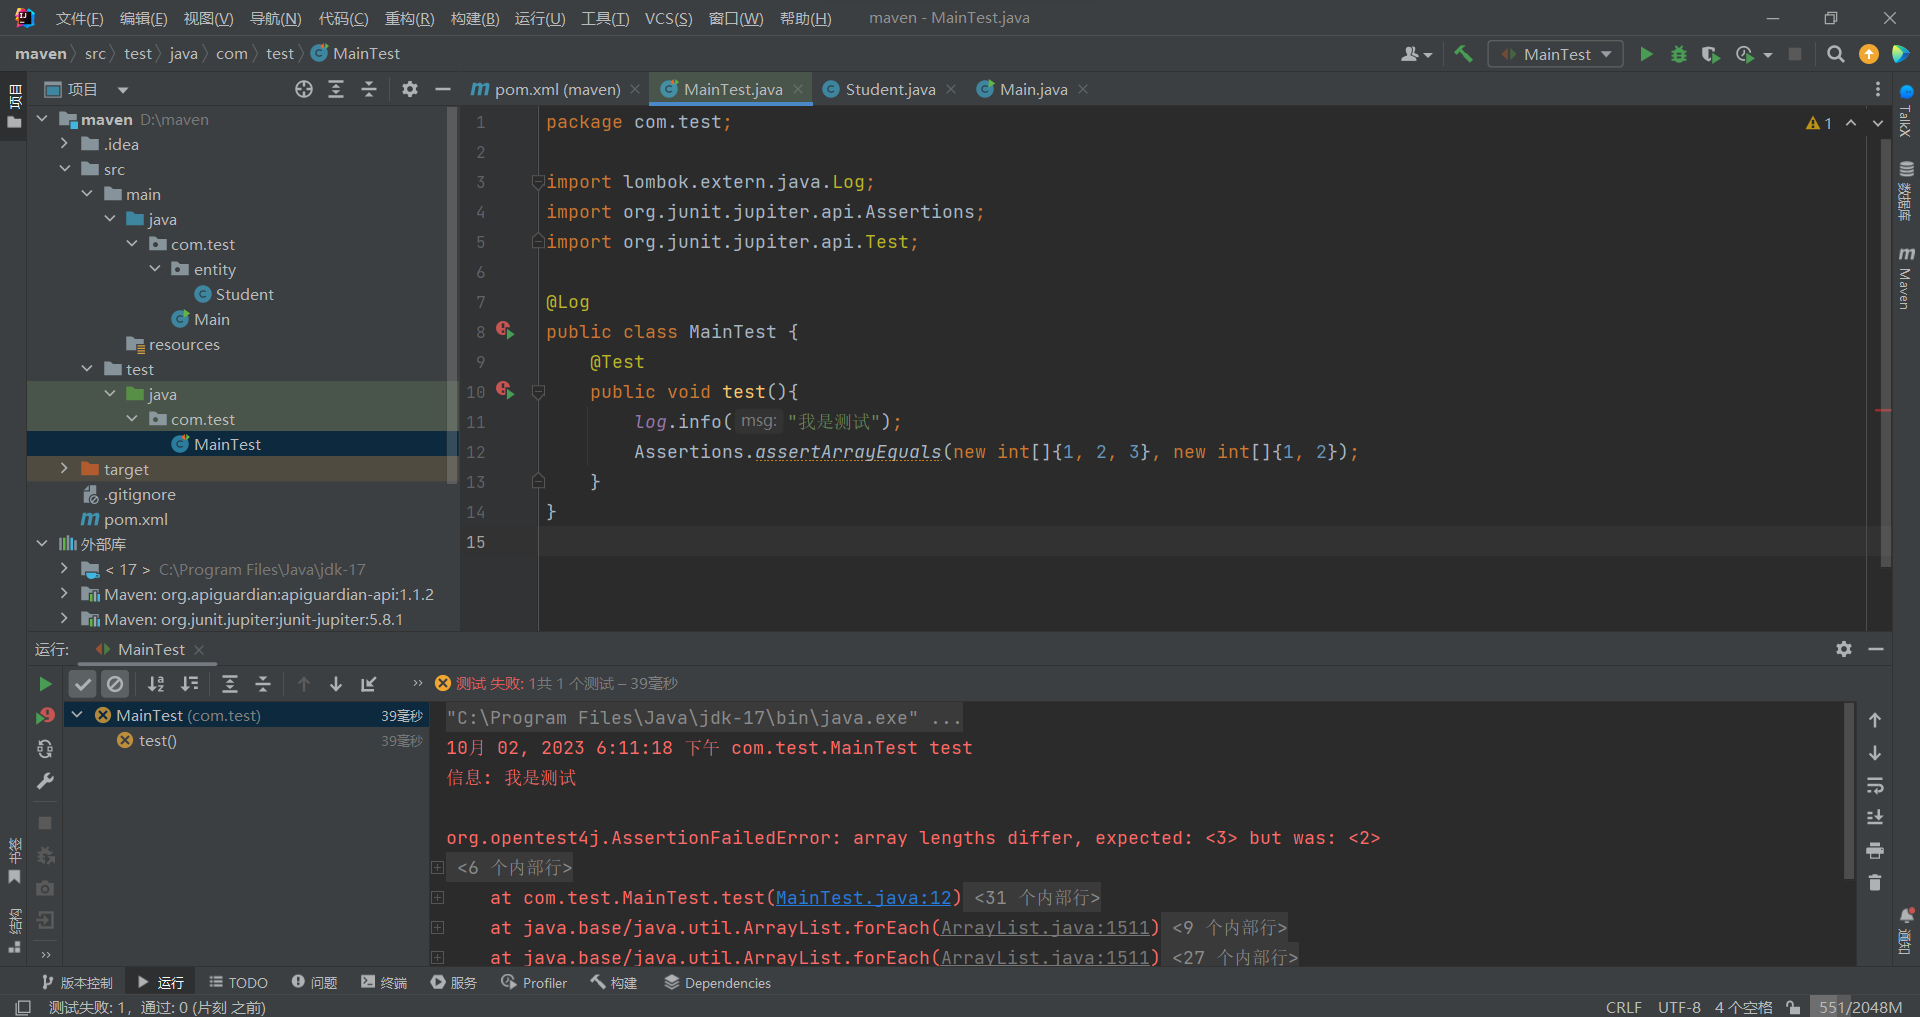 文件(F) 编辑(E) 视图(V) 导航(N) 代码(C) 重构(R) 构建(B) 运行(U) 工具(T) VCS(S) 窗口(W) 帮助(H) maven - MainTest.java
maven src test java com test MainTest
MainTest
项目
项目
pom.xml (maven) MainTest.java Student.java Main.java
maven D:\maven
.idea
src
main
java
com.test
entity
Student
Main
resources
test
java
com.test
MainTest
target
.gitignore
pom.xml
外部库
< 17 > C:\Program Files\Java\jdk-17
Maven: org.apiguardian:apiguardian-api:1.1.2
Maven: org.junit.jupiter:junit-jupiter:5.8.1
1 package com.test;
2
3 import lombok.extern.java.Log;
4 import org.junit.jupiter.api.Assertions;
5 import org.junit.jupiter.api.Test;
6
7 @Log
8 public class MainTest {
9 @Test
10 public void test(){
11 log.info( msg: "我是测试");
12 Assertions.assertArrayEquals(new int[]{1, 2, 3}, new int[]{1, 2});
13 }
14 }
15
1
TalkX
数据库
Maven
通知
书签
结构
运行: MainTest
测试 失败: 1共 1 个测试 – 39毫秒
MainTest (com.test) 39毫秒
test() 39毫秒
"C:\Program Files\Java\jdk-17\bin\java.exe" ...
10月 02, 2023 6:11:18 下午 com.test.MainTest test
信息: 我是测试
org.opentest4j.AssertionFailedError: array lengths differ, expected: <3> but was: <2>
<6 个内部行>
at com.test.MainTest.test(MainTest.java:12) <31 个内部行>
at java.base/java.util.ArrayList.forEach(ArrayList.java:1511) <9 个内部行>
at java.base/java.util.ArrayList.forEach(ArrayList.java:1511) <27 个内部行>
版本控制 运行 TODO 问题 终端 服务 Profiler 构建 Dependencies
测试失败: 1, 通过: 0 (片刻 之前) CRLF UTF-8 4 个空格 551/2048M